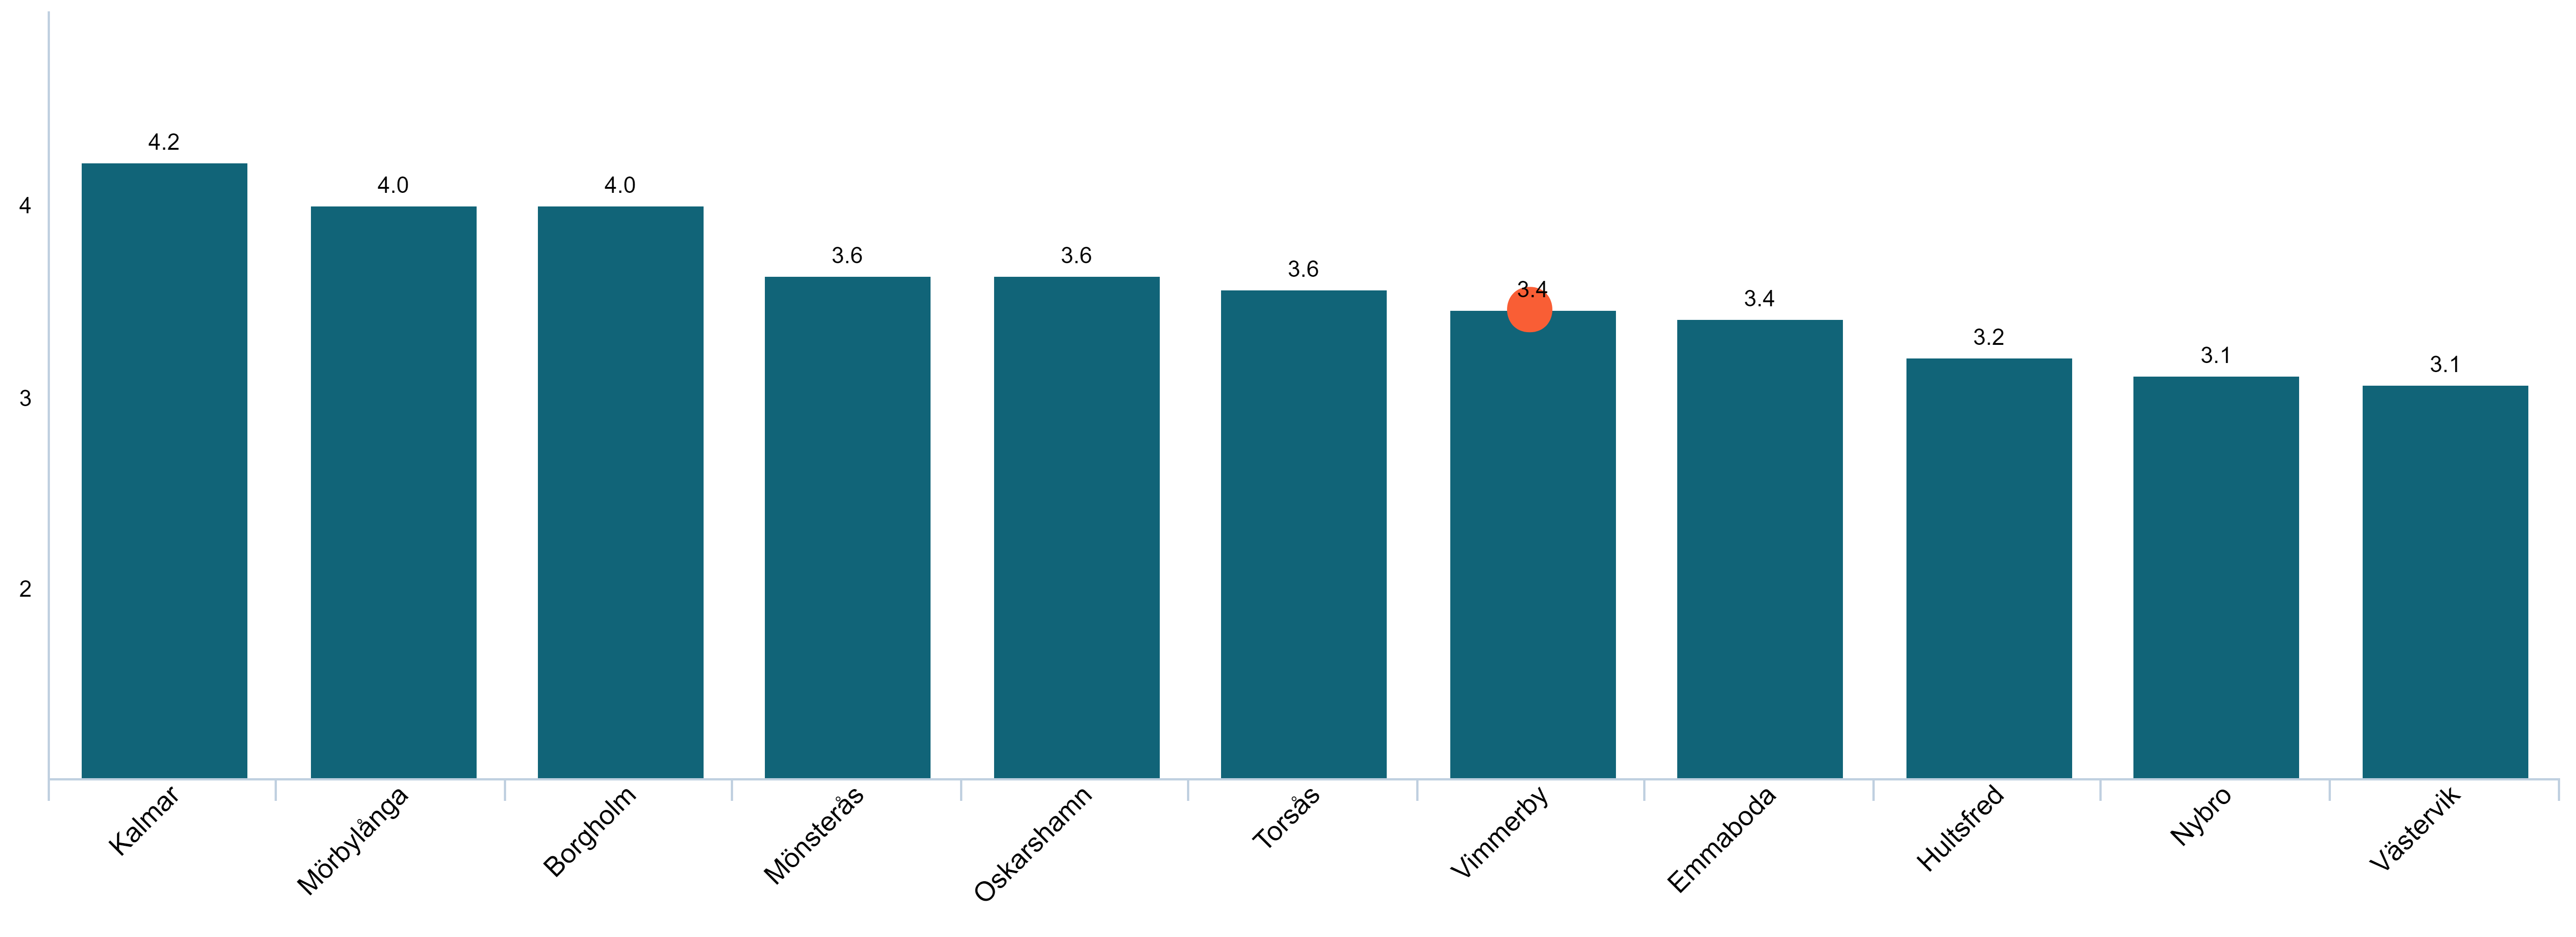 4.2
4.0
4.0
3.6
3.6
3.6
3.4
3.4
3.2
3.1
3.1
4
3
2
Kalmar
Mörbylånga
Borgholm
Mönsterås
Oskarshamn
Torsås
Vimmerby
Emmaboda
Hultsfred
Nybro
Västervik